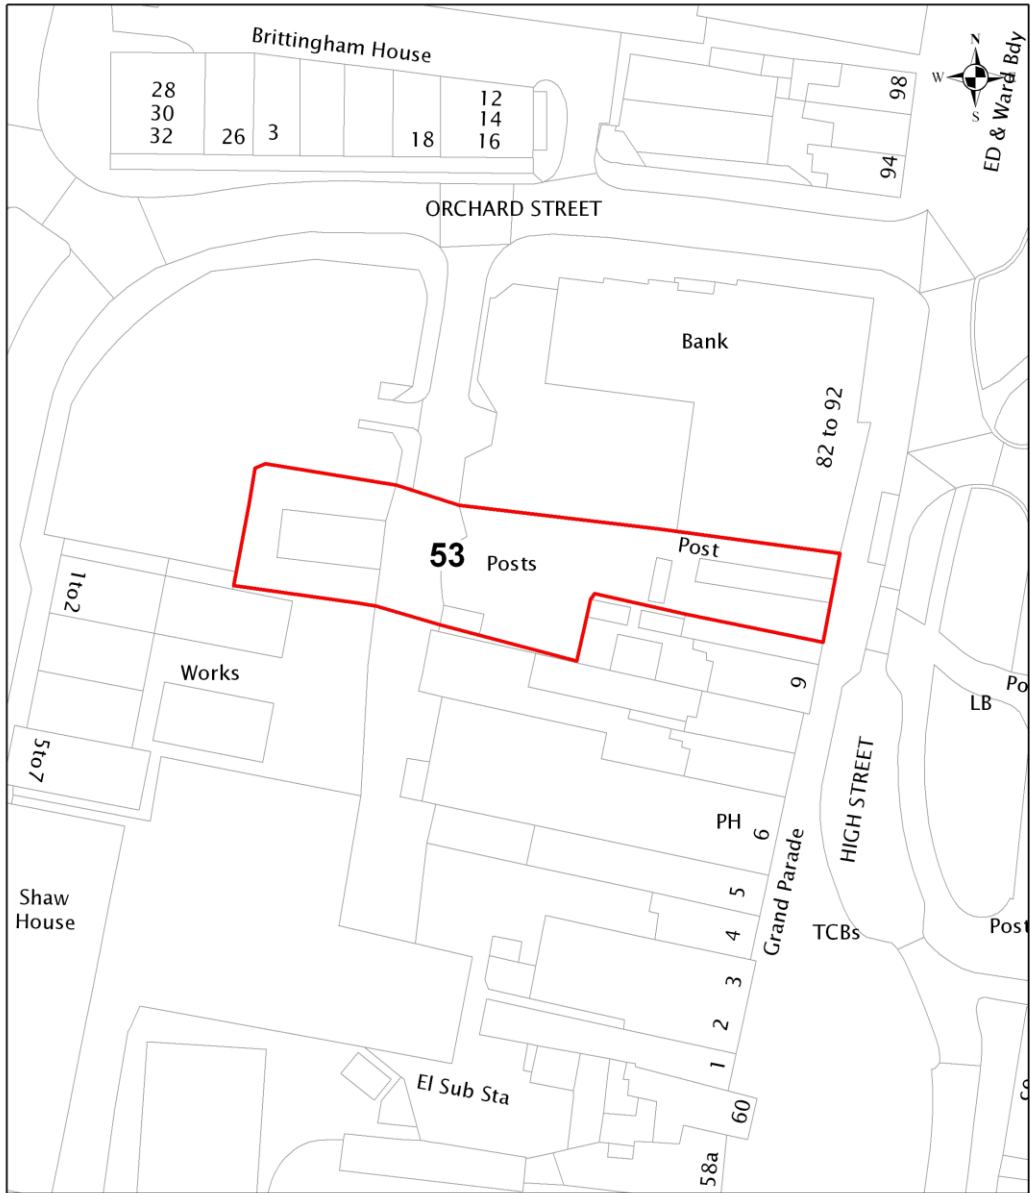 Brittingham House
28
30
32
26
3
18
12
14
16
98
94
N
W
S
ED & Ward Bdy
ORCHARD STREET
Bank
82 to 92
53
Posts
Post
1to2
Works
9
5to7
LB
Po
HIGH STREET
PH
6
5
Grand Parade
4
TCBs
Post
Shaw
House
3
2
1
El Sub Sta
60
58a